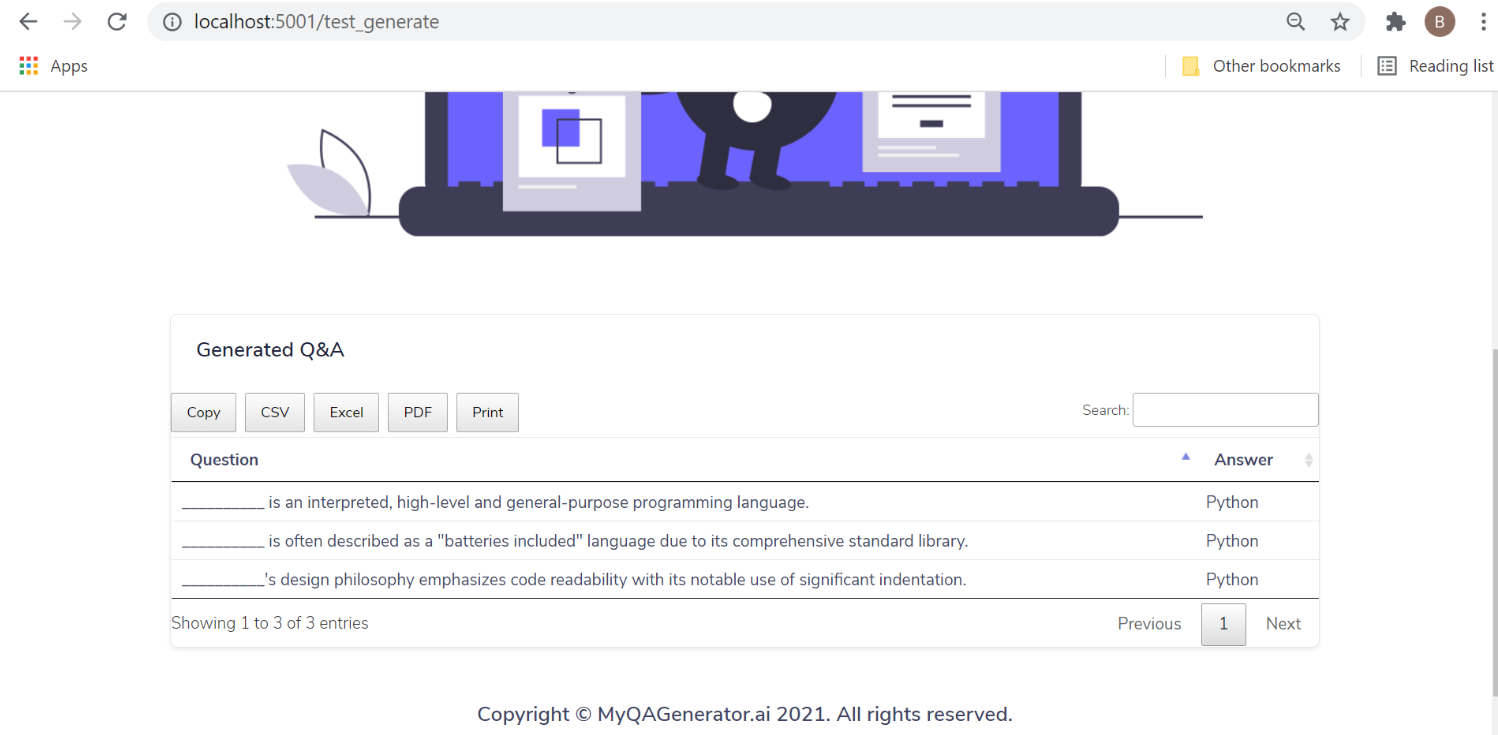 localhost:5001/test_generate
B
Apps
Other bookmarks
Reading list
Generated Q&A
Copy CSV Excel PDF Print Search:
Question Answer
__________ is an interpreted, high-level and general-purpose programming language. Python
__________ is often described as a "batteries included" language due to its comprehensive standard library. Python
__________'s design philosophy emphasizes code readability with its notable use of significant indentation. Python
Showing 1 to 3 of 3 entries Previous 1 Next
Copyright © MyQAGenerator.ai 2021. All rights reserved.